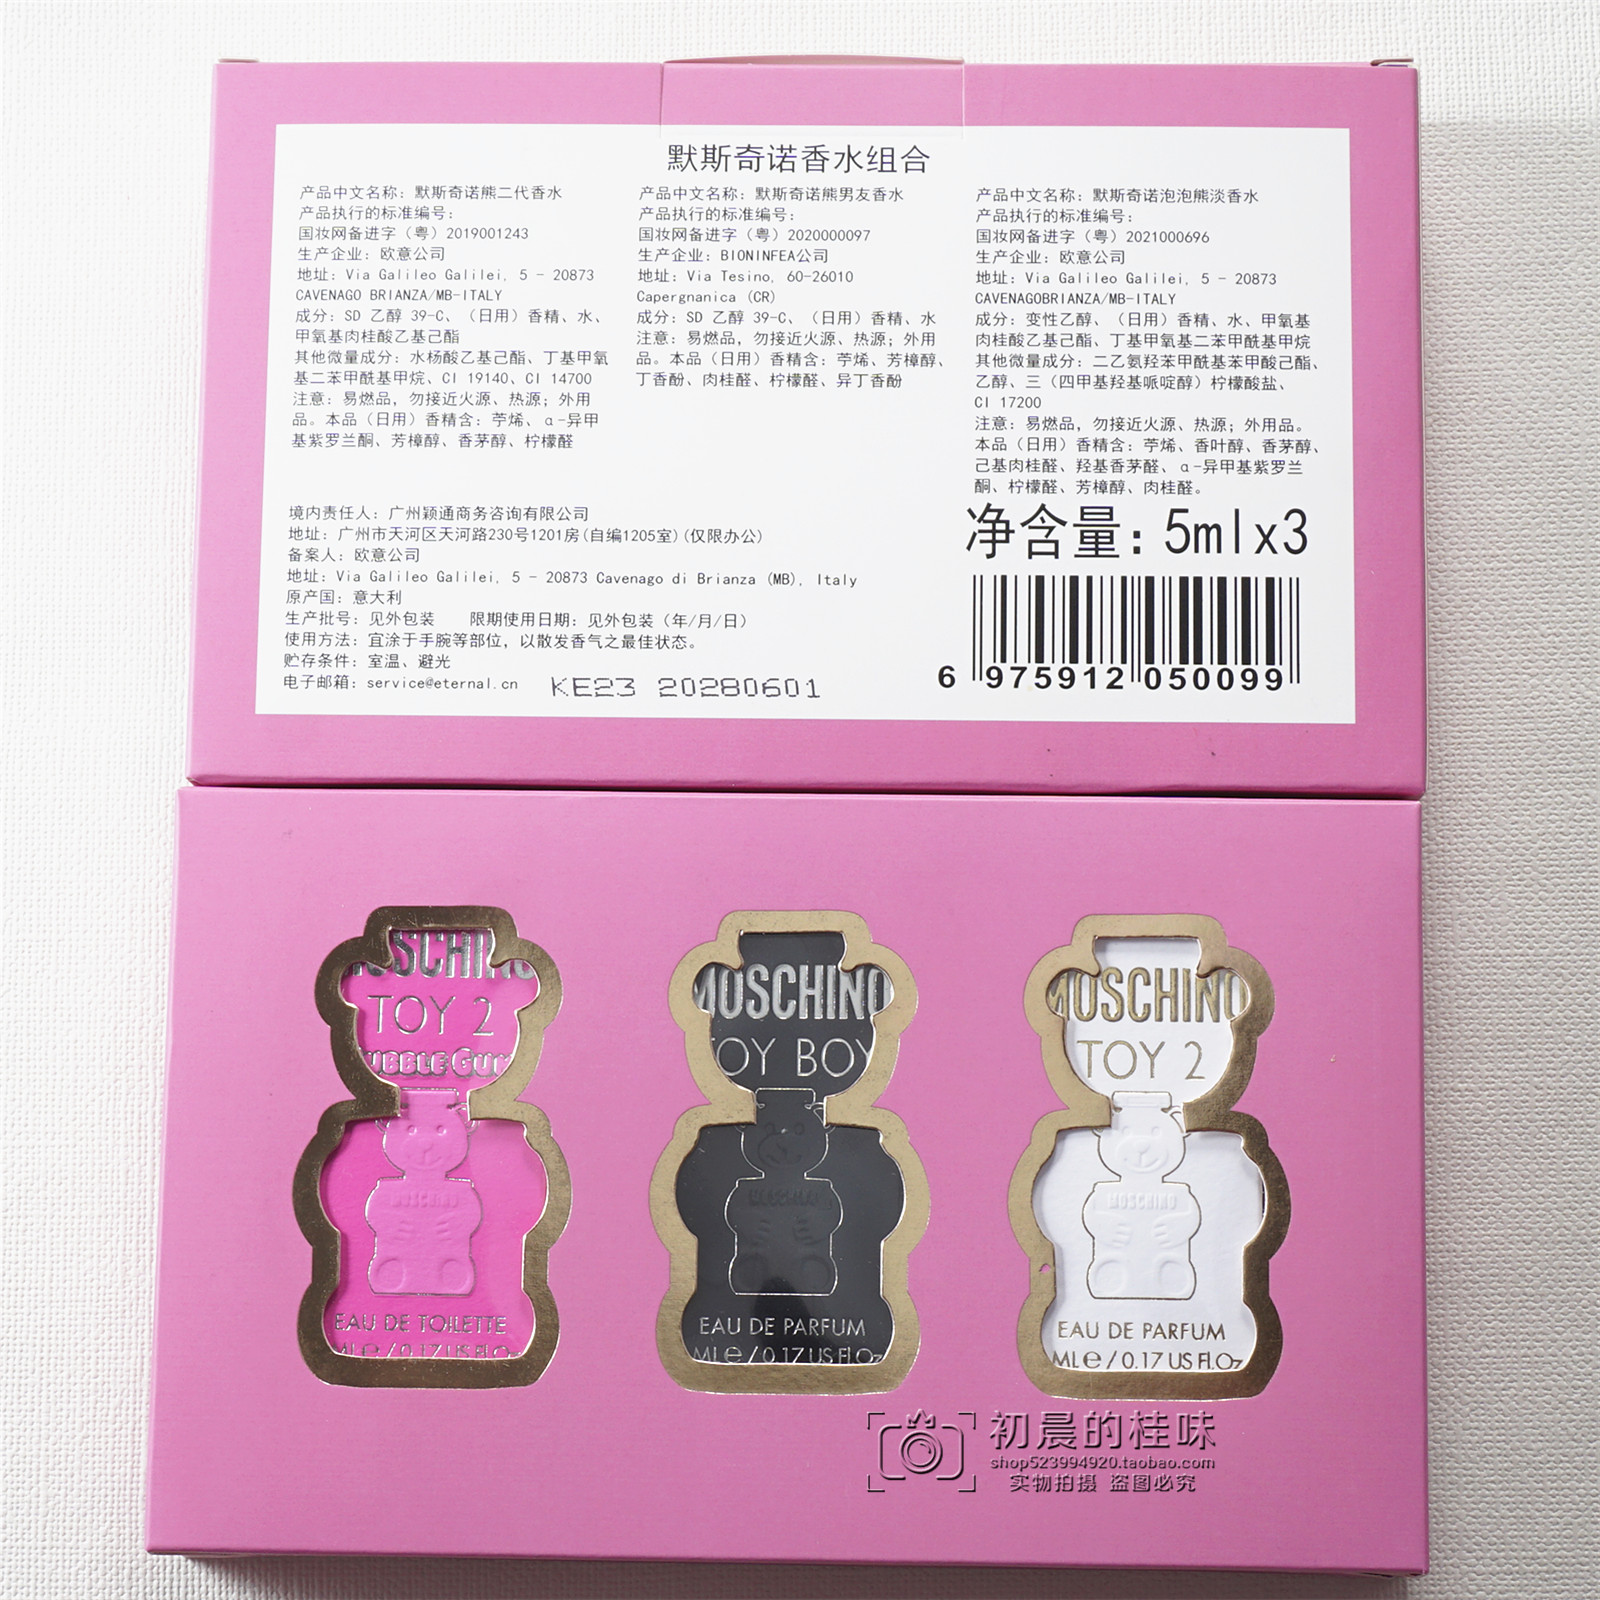 默斯奇诺香水组合
产品中文名称：默斯奇诺熊二代香水
产品执行的标准编号：
国妆网备进字（粤）2019001243
生产企业：欧意公司
地址：Via Galileo Galilei, 5 - 20873
CAVENAGO BRIANZA/MB-ITALY
成分：SD 乙醇 39-C、（日用）香精、水、
甲氧基肉桂酸乙基己酯
其他微量成分：水杨酸乙基己酯、丁基甲氧
基二苯甲酰基甲烷、CI 19140、CI 14700
注意：易燃品，勿接近火源、热源；外用
品。本品（日用）香精含：苧烯、α-异甲
基紫罗兰酮、芳樟醇、香茅醇、柠檬醛
产品中文名称：默斯奇诺熊男友香水
产品执行的标准编号：
国妆网备进字（粤）2020000097
生产企业：BIONINFEA公司
地址：Via Tesino, 60-26010
Capergnanica (CR)
成分：SD 乙醇 39-C、（日用）香精、水
注意：易燃品，勿接近火源、热源；外用
品。本品（日用）香精含：苧烯、芳樟醇、
丁香酚、肉桂醛、柠檬醛、异丁香酚
产品中文名称：默斯奇诺泡泡熊淡香水
产品执行的标准编号：
国妆网备进字（粤）2021000696
生产企业：欧意公司
地址：Via Galileo Galilei, 5 - 20873
CAVENAGOBRIANZA/MB-ITALY
成分：变性乙醇、（日用）香精、水、甲氧基
肉桂酸乙基己酯、丁基甲氧基二苯甲酰基甲烷
其他微量成分：二乙氨羟苯甲酰基苯甲酸己酯、
乙醇、三（四甲基羟基哌啶醇）柠檬酸盐、
CI 17200
注意：易燃品，勿接近火源、热源；外用品。
本品（日用）香精含：苧烯、香叶醇、香茅醇、
己基肉桂醛、羟基香茅醛、α-异甲基紫罗兰
酮、柠檬醛、芳樟醇、肉桂醛。
境内责任人：广州颖通商务咨询有限公司
地址：广州市天河区天河路230号1201房(自编1205室)(仅限办公)
备案人：欧意公司
地址：Via Galileo Galilei, 5 - 20873 Cavenago di Brianza (MB), Italy
原产国：意大利
生产批号：见外包装 限期使用日期：见外包装（年/月/日）
使用方法：宜涂于手腕等部位，以散发香气之最佳状态。
贮存条件：室温、避光
电子邮箱：service@eternal.cn
KE23 20280601
净含量：5mlx3
6 975912 050099
MOSCHINO
TOY 2
BUBBLE GUM
MOSCHINO
EAU DE TOILETTE
ML e / 0.17 US Fl.Oz
MOSCHINO
TOY BOY
MOSCHINO
EAU DE PARFUM
ML e / 0.17 US Fl.Oz
MOSCHINO
TOY 2
MOSCHINO
EAU DE PARFUM
ML e / 0.17 US Fl.Oz
初晨的桂味
shop523994920.taobao.com
实物拍摄 盗图必究